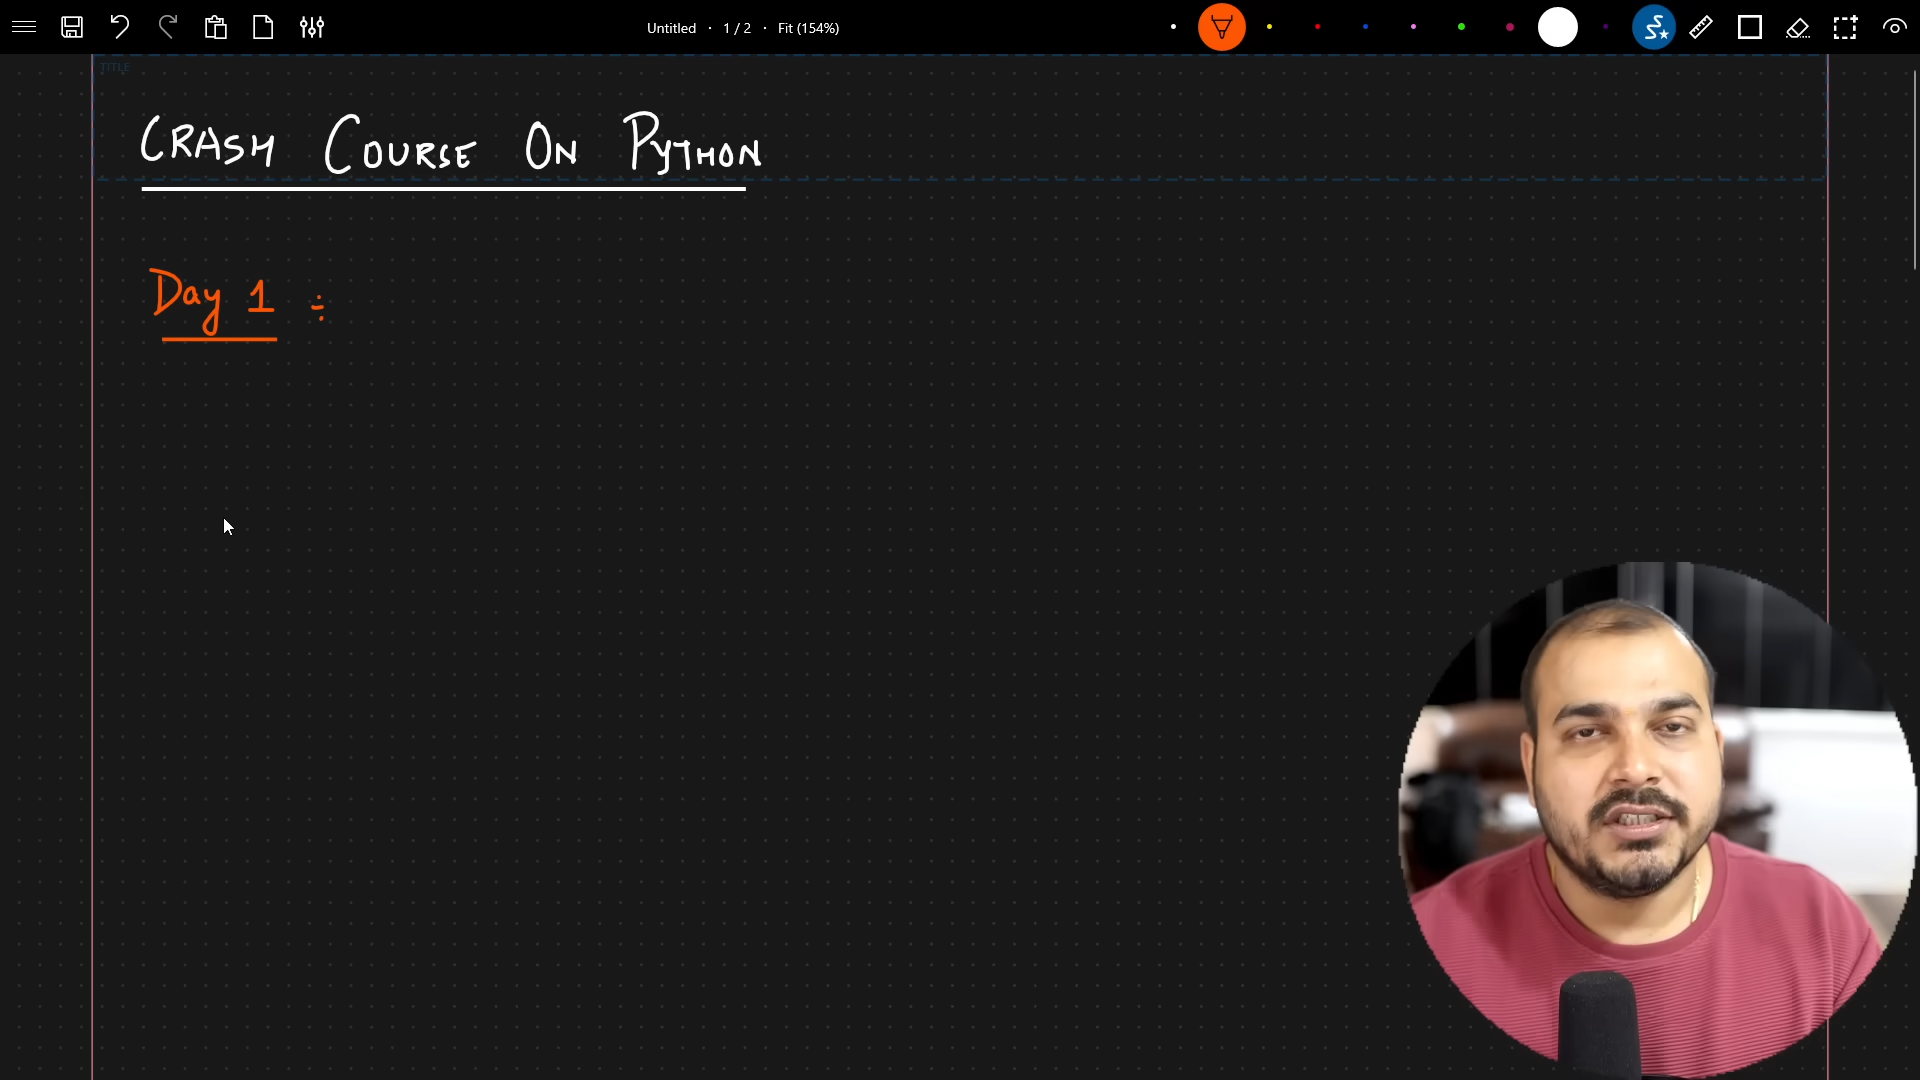 Untitled · 1 / 2 · Fit (154%)
TITLE
CRASH COURSE ON PYTHON
Day 1 ÷